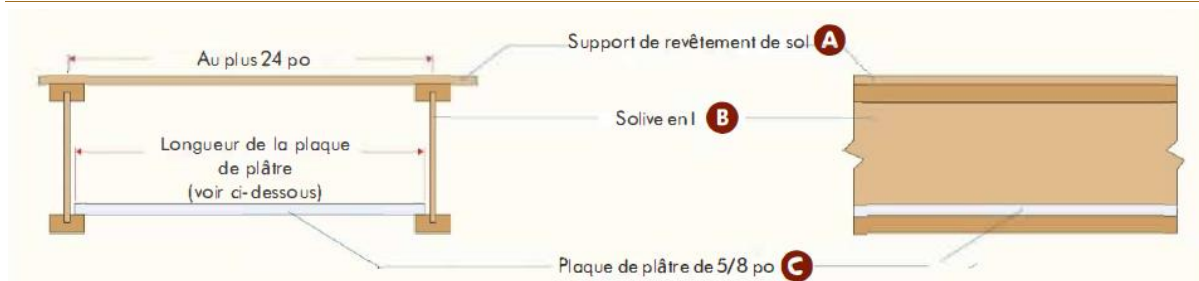 Support de revêtement de sol A
Au plus 24 po
Solive en I B
Longueur de la plaque
de plâtre
(voir ci-dessous)
Plaque de plâtre de 5/8 po C